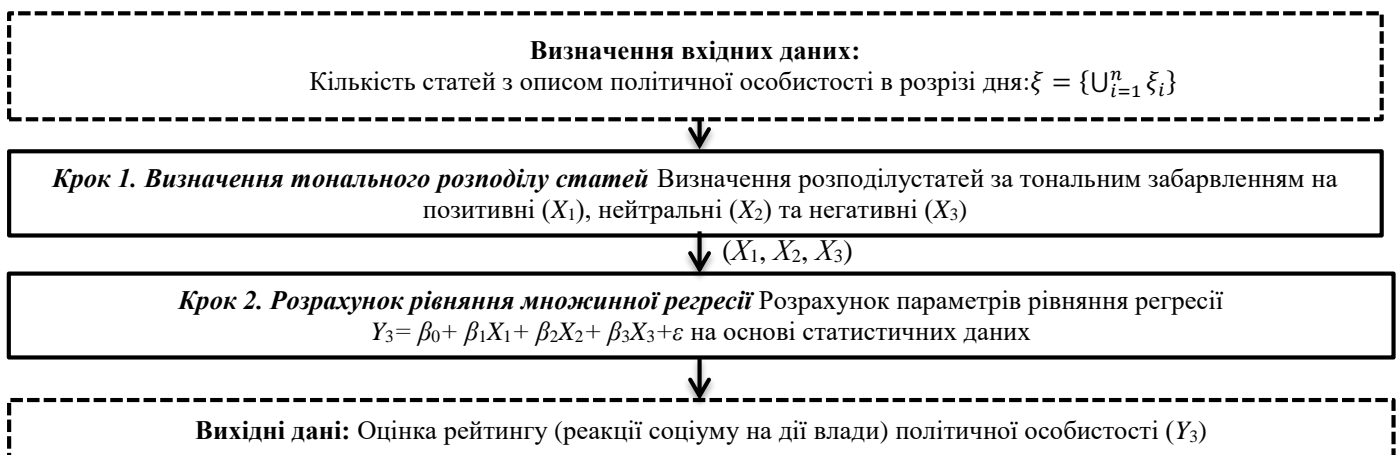 Визначення вхідних даних:
Кількість статей з описом політичної особистості в розрізі дня:ξ = {⋃ⁿᵢ₌₁ ξᵢ}
Крок 1. Визначення тонального розподілу статей Визначення розподілустатей за тональним забарвленням на
позитивні (X₁), нейтральні (X₂) та негативні (X₃)
(X₁, X₂, X₃)
Крок 2. Розрахунок рівняння множинної регресії Розрахунок параметрів рівняння регресії
Y₃= β₀+ β₁X₁+ β₂X₂+ β₃X₃+ε на основі статистичних даних
Вихідні дані: Оцінка рейтингу (реакції соціуму на дії влади) політичної особистості (Y₃)